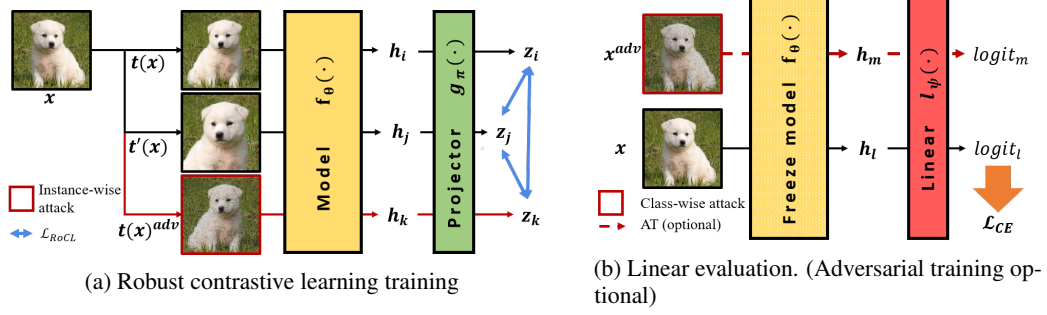 x
t(x)
t′(x)
t(x)^adv
Instance-wise
attack
ℒ_RoCL
Model f_θ(·)
h_i
h_j
h_k
Projector g_π(·)
z_i
z_j
z_k
(a) Robust contrastive learning training
x^adv
x
Class-wise attack
AT (optional)
Freeze model f_θ(·)
h_m
h_l
Linear l_ψ(·)
logit_m
logit_l
ℒ_CE
(b) Linear evaluation. (Adversarial training op-
tional)